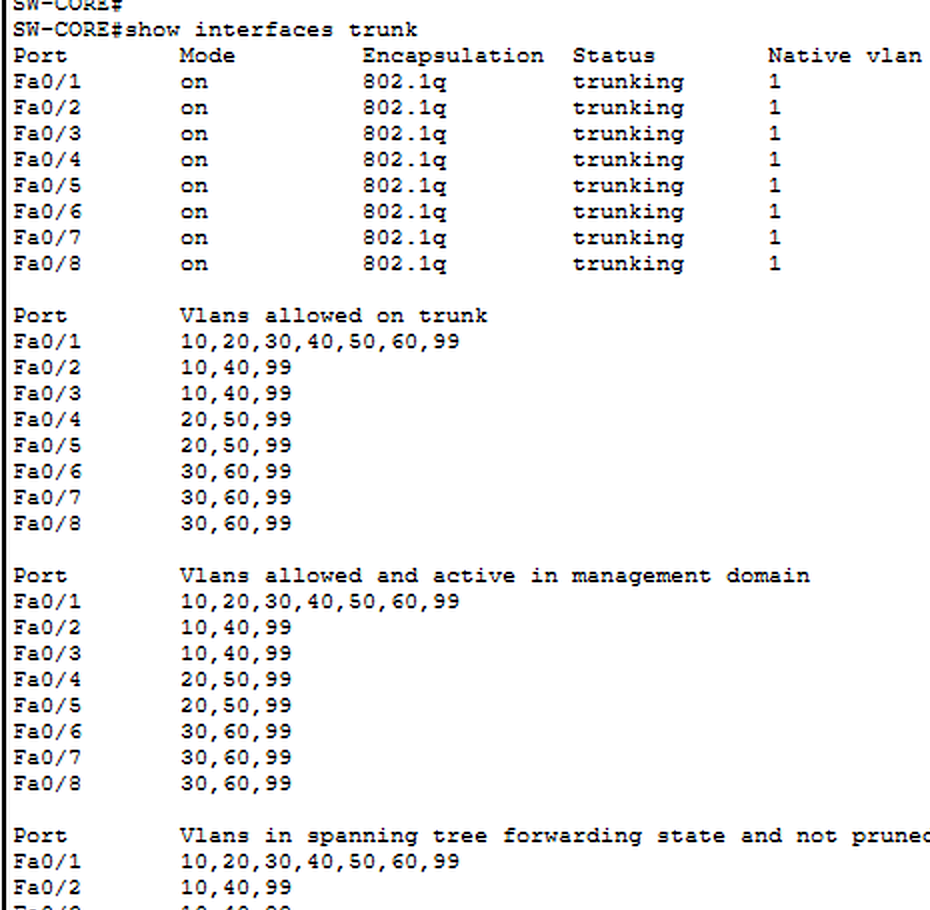 SW-CORE#
SW-CORE#show interfaces trunk
Port Mode Encapsulation Status Native vlan
Fa0/1 on 802.1q trunking 1
Fa0/2 on 802.1q trunking 1
Fa0/3 on 802.1q trunking 1
Fa0/4 on 802.1q trunking 1
Fa0/5 on 802.1q trunking 1
Fa0/6 on 802.1q trunking 1
Fa0/7 on 802.1q trunking 1
Fa0/8 on 802.1q trunking 1
Port Vlans allowed on trunk
Fa0/1 10,20,30,40,50,60,99
Fa0/2 10,40,99
Fa0/3 10,40,99
Fa0/4 20,50,99
Fa0/5 20,50,99
Fa0/6 30,60,99
Fa0/7 30,60,99
Fa0/8 30,60,99
Port Vlans allowed and active in management domain
Fa0/1 10,20,30,40,50,60,99
Fa0/2 10,40,99
Fa0/3 10,40,99
Fa0/4 20,50,99
Fa0/5 20,50,99
Fa0/6 30,60,99
Fa0/7 30,60,99
Fa0/8 30,60,99
Port Vlans in spanning tree forwarding state and not pruned
Fa0/1 10,20,30,40,50,60,99
Fa0/2 10,40,99